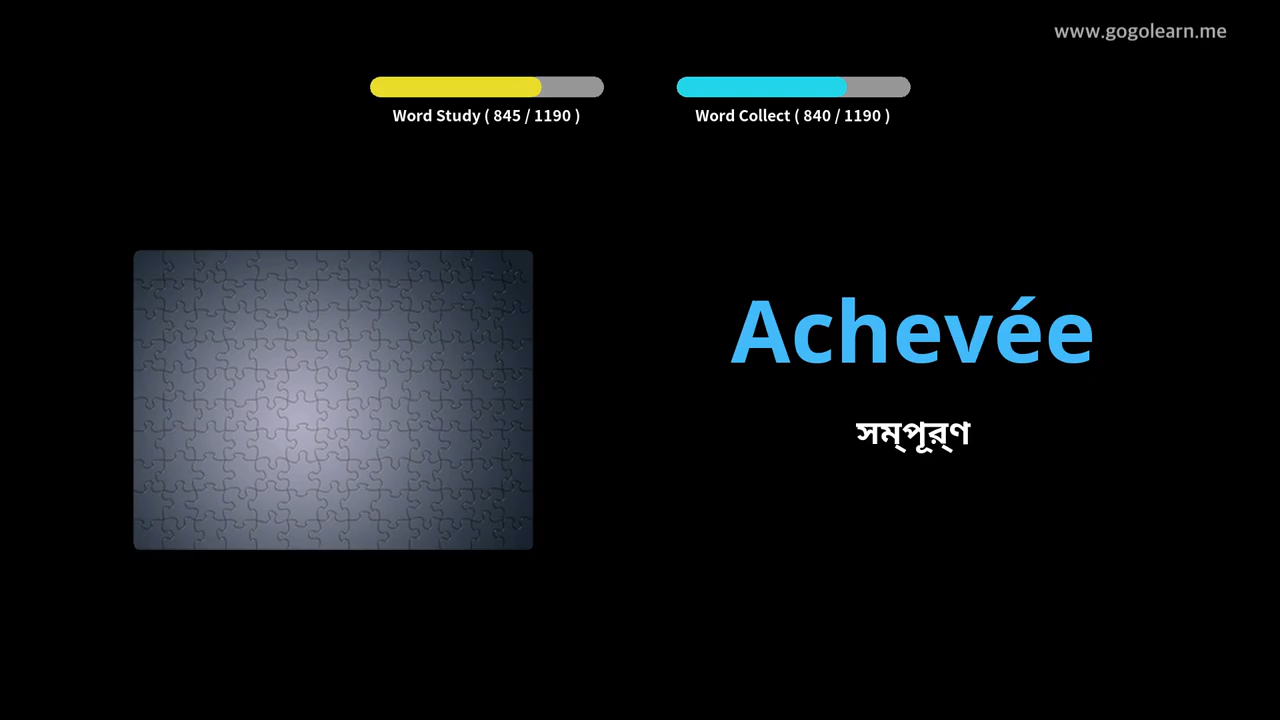 www.gogolearn.me
Word Study ( 845 / 1190 )
Word Collect ( 840 / 1190 )
Achevée
সম্পূর্ণ